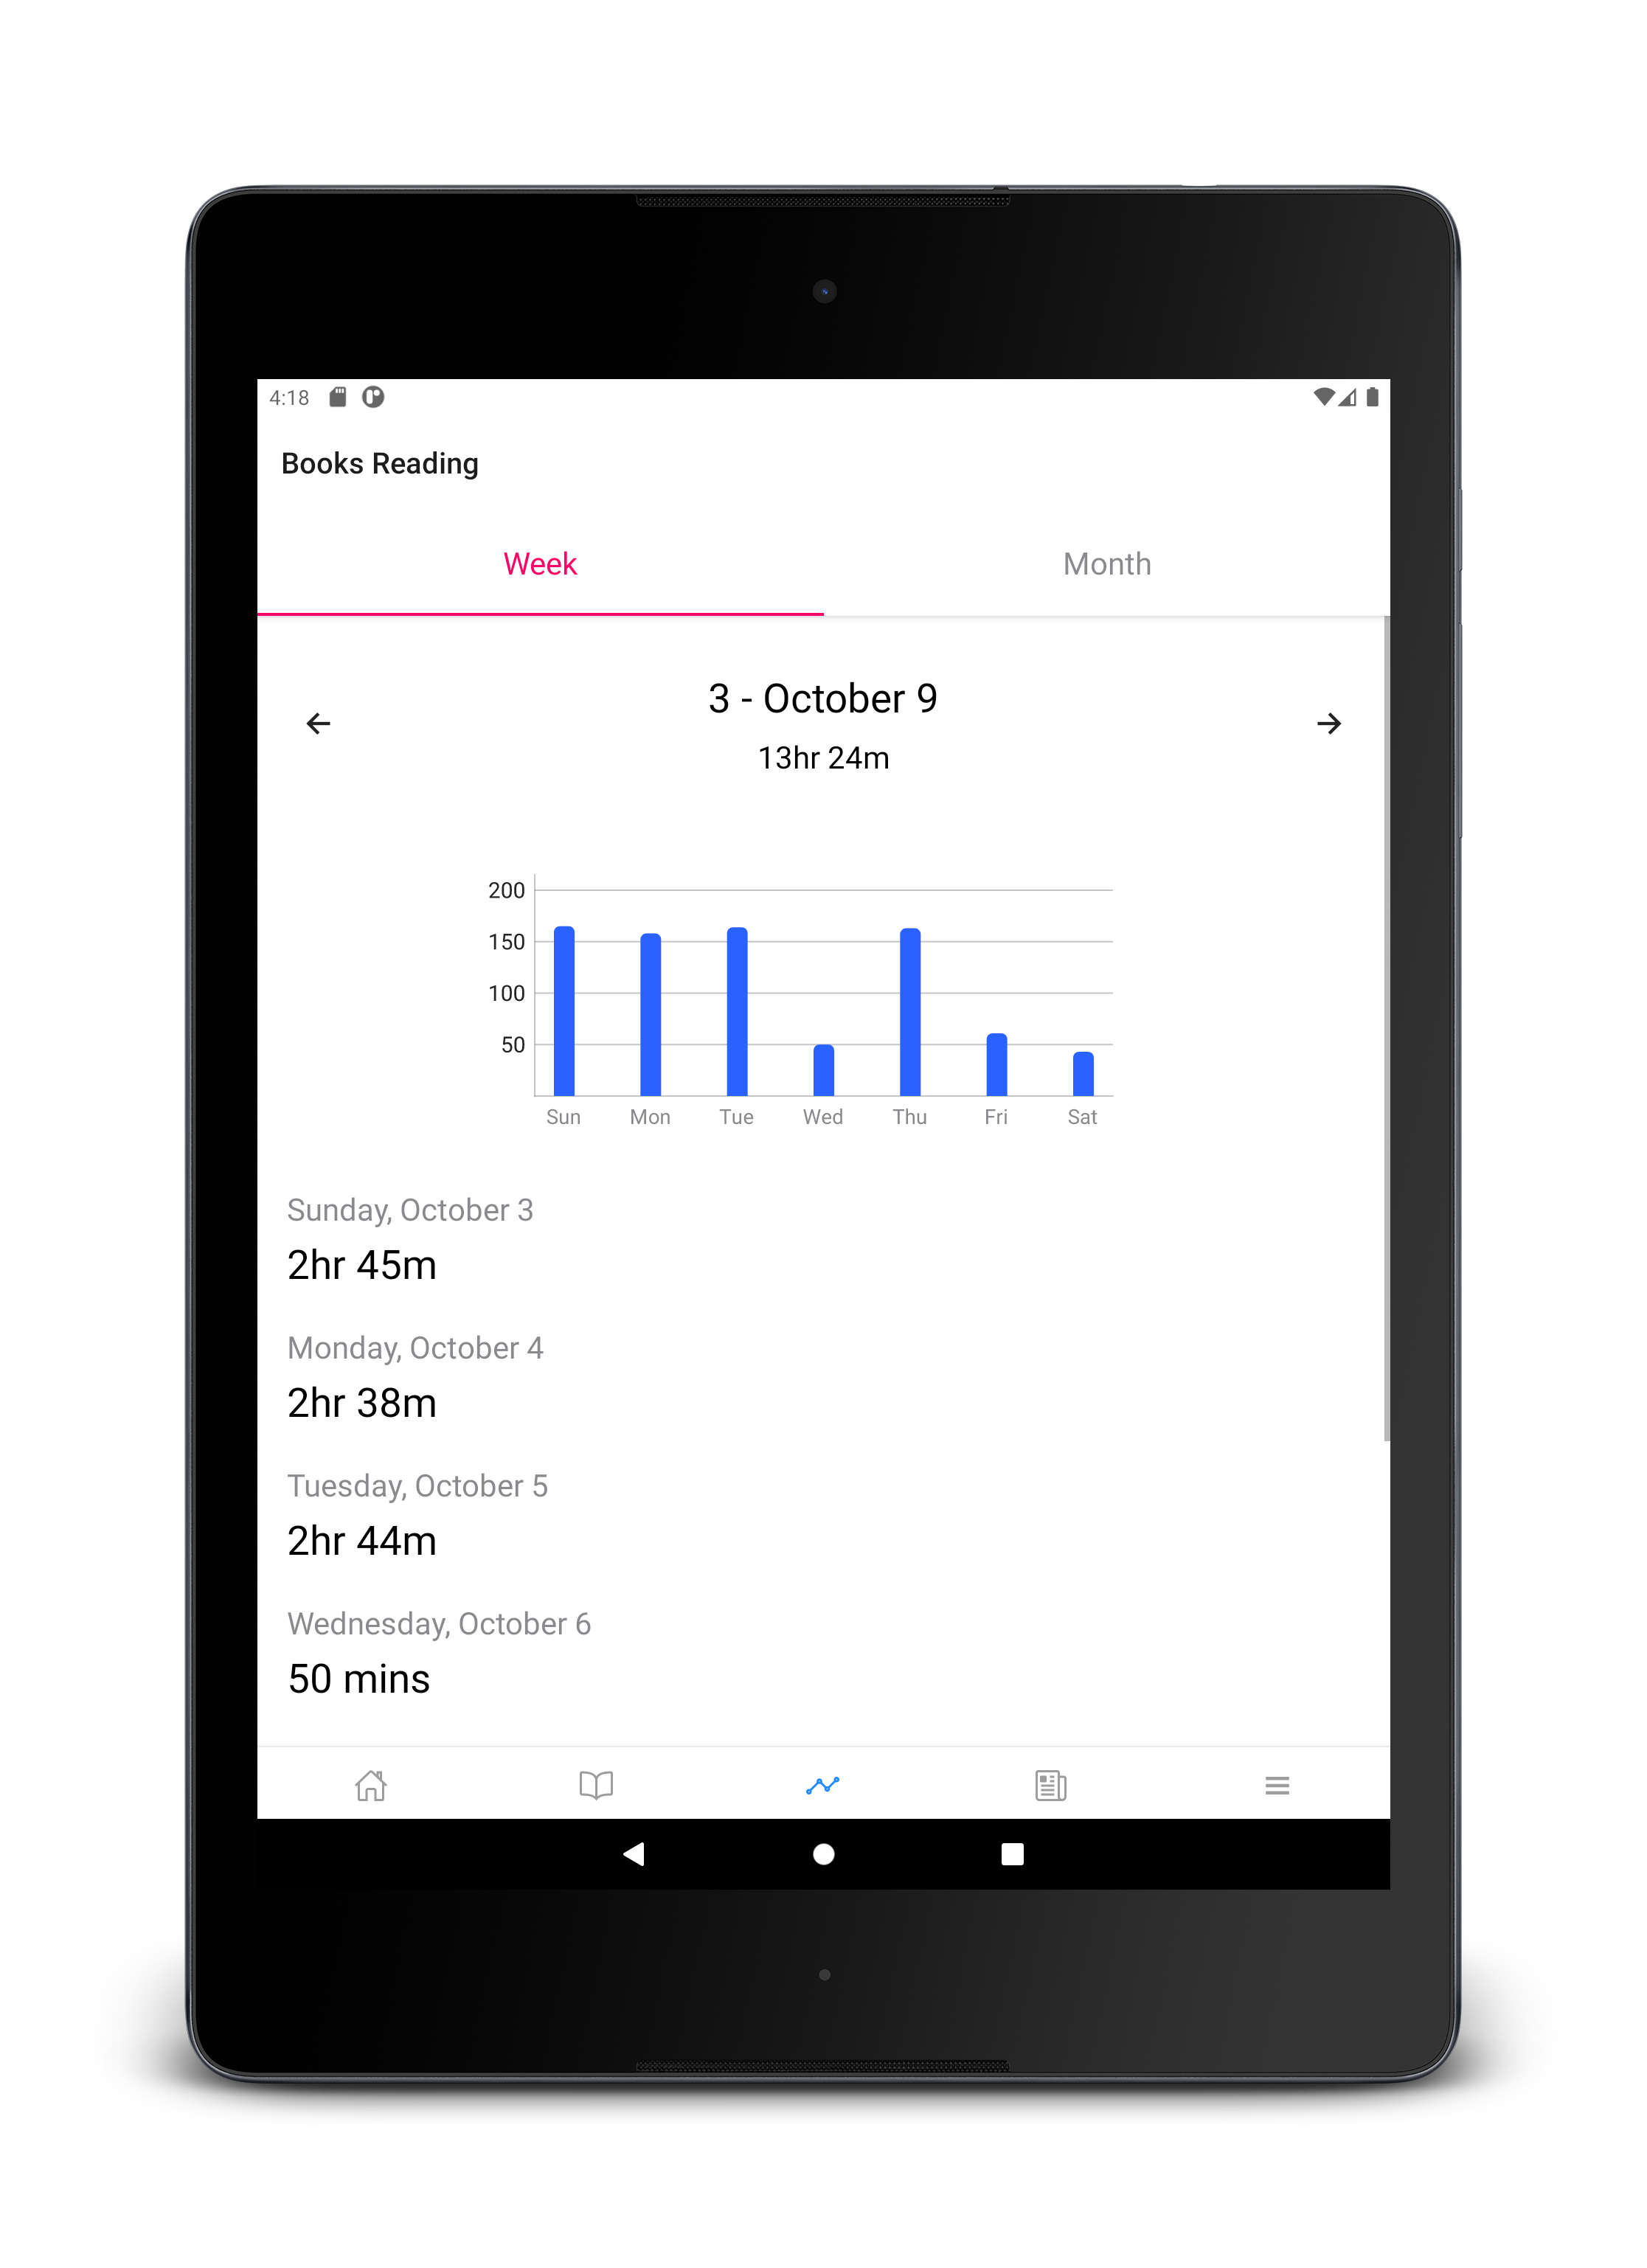 4:18
Books Reading
Week
Month
3 - October 9
13hr 24m
200
150
100
50
Sun Mon Tue Wed Thu Fri Sat
Sunday, October 3
2hr 45m
Monday, October 4
2hr 38m
Tuesday, October 5
2hr 44m
Wednesday, October 6
50 mins